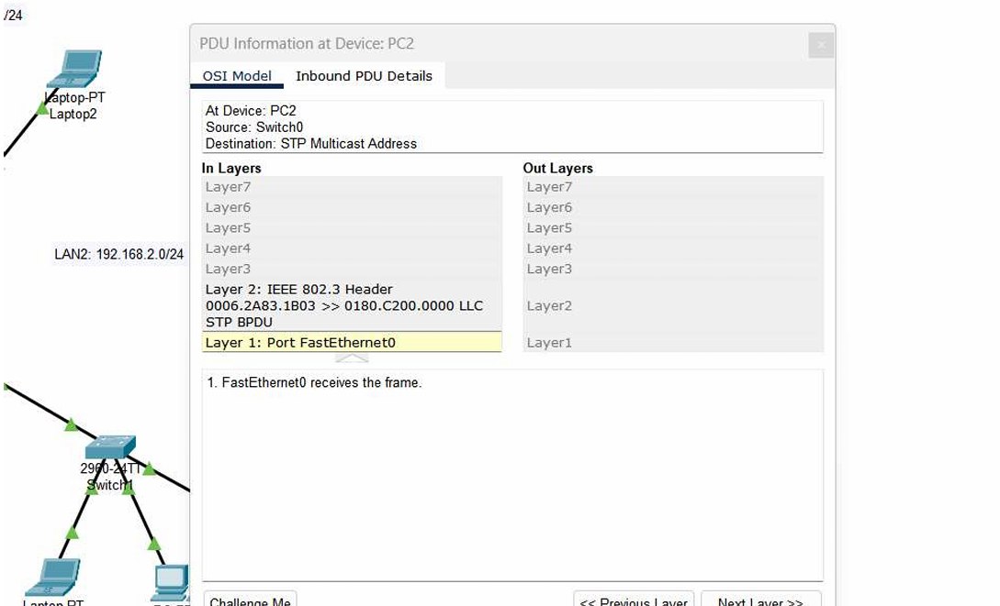 /24
Laptop-PT
Laptop2
LAN2: 192.168.2.0/24
2960-24TT
Switch1
PDU Information at Device: PC2
OSI Model
Inbound PDU Details
At Device: PC2
Source: Switch0
Destination: STP Multicast Address
In Layers
Layer7
Layer6
Layer5
Layer4
Layer3
Layer 2: IEEE 802.3 Header
0006.2A83.1B03 >> 0180.C200.0000 LLC
STP BPDU
Layer 1: Port FastEthernet0
Out Layers
Layer7
Layer6
Layer5
Layer4
Layer3
Layer2
Layer1
1. FastEthernet0 receives the frame.
Laptop-PT
Challenge Me
<< Previous Layer
Next Layer >>